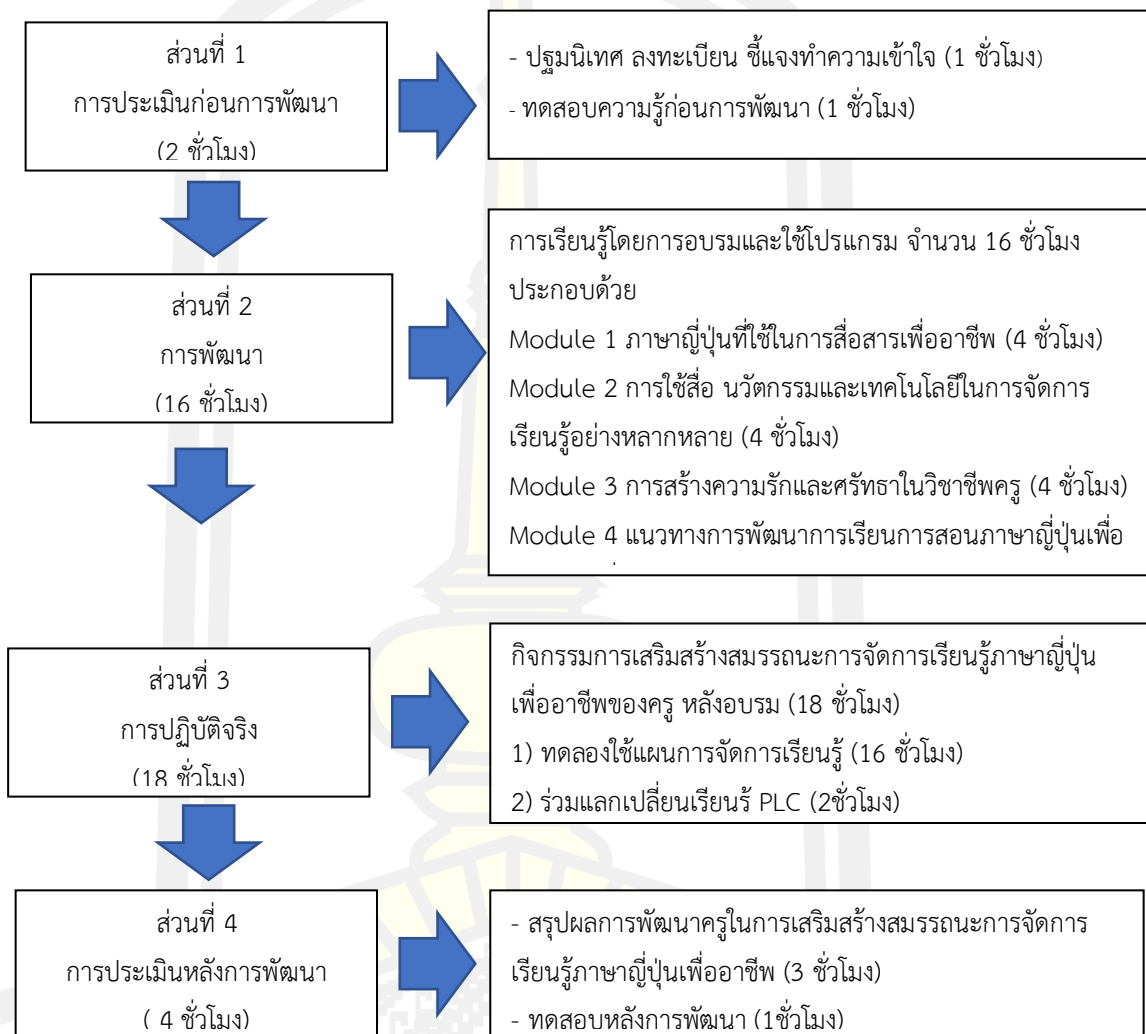 ส่วนที่ 1
การประเมินก่อนการพัฒนา
(2 ชั่วโมง)
- ปฐมนิเทศ ลงทะเบียน ชี้แจงทำความเข้าใจ (1 ชั่วโมง)
- ทดสอบความรู้ก่อนการพัฒนา (1 ชั่วโมง)
ส่วนที่ 2
การพัฒนา
(16 ชั่วโมง)
การเรียนรู้โดยการอบรมและใช้โปรแกรม จำนวน 16 ชั่วโมง
ประกอบด้วย
Module 1 ภาษาญี่ปุ่นที่ใช้ในการสื่อสารเพื่ออาชีพ (4 ชั่วโมง)
Module 2 การใช้สื่อ นวัตกรรมและเทคโนโลยีในการจัดการ
เรียนรู้อย่างหลากหลาย (4 ชั่วโมง)
Module 3 การสร้างความรักและศรัทธาในวิชาชีพครู (4 ชั่วโมง)
Module 4 แนวทางการพัฒนาการเรียนการสอนภาษาญี่ปุ่นเพื่อ
ส่วนที่ 3
การปฏิบัติจริง
(18 ชั่วโมง)
กิจกรรมการเสริมสร้างสมรรถนะการจัดการเรียนรู้ภาษาญี่ปุ่น
เพื่ออาชีพของครู หลังอบรม (18 ชั่วโมง)
1) ทดลองใช้แผนการจัดการเรียนรู้ (16 ชั่วโมง)
2) ร่วมแลกเปลี่ยนเรียนรู้ PLC (2ชั่วโมง)
ส่วนที่ 4
การประเมินหลังการพัฒนา
( 4 ชั่วโมง)
- สรุปผลการพัฒนาครูในการเสริมสร้างสมรรถนะการจัดการ
เรียนรู้ภาษาญี่ปุ่นเพื่ออาชีพ (3 ชั่วโมง)
- ทดสอบหลังการพัฒนา (1ชั่วโมง)